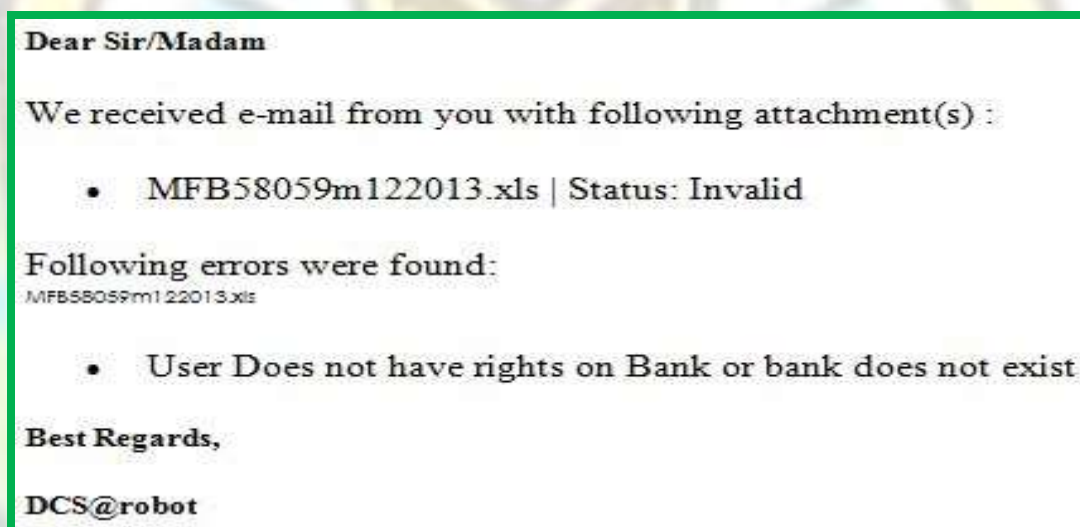 Dear Sir/Madam
We received e-mail from you with following attachment(s) :
• MFB58059m122013.xls | Status: Invalid
Following errors were found:
MFB58059m122013.xls
• User Does not have rights on Bank or bank does not exist
Best Regards,
DCS@robot